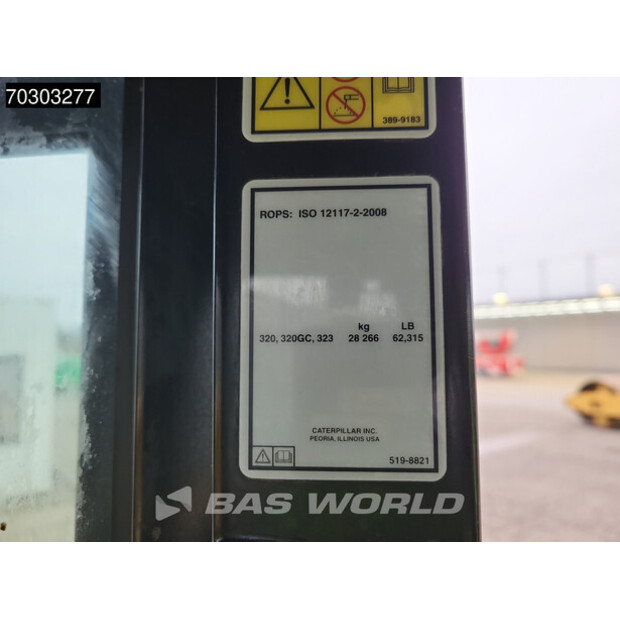 70303277
389-9183
ROPS: ISO 12117-2-2008
kg LB
320, 320GC, 323 28 266 62,315
CATERPILLAR INC.
PEORIA, ILLINOIS USA
519-8821
BAS WORLD